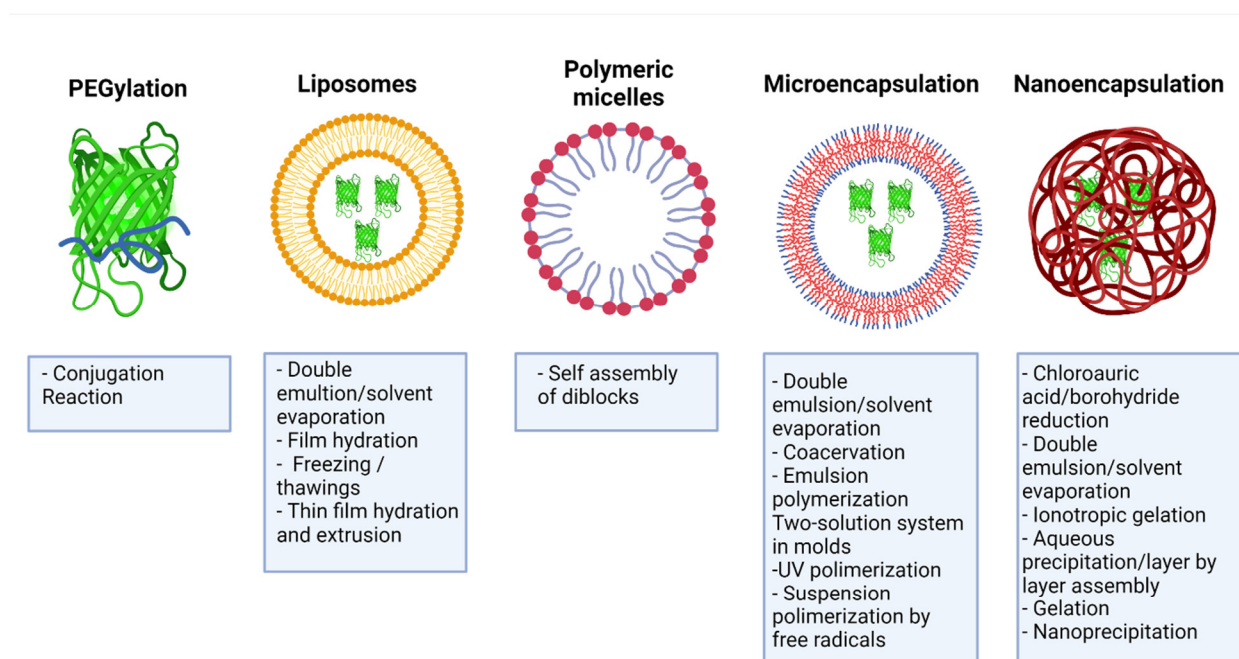 PEGylation
- Conjugation
Reaction
Liposomes
- Double
emultion/solvent
evaporation
- Film hydration
- Freezing /
thawings
- Thin film hydration
and extrusion
Polymeric
micelles
- Self assembly
of diblocks
Microencapsulation
- Double
emulsion/solvent
evaporation
- Coacervation
- Emulsion
polymerization
Two-solution system
in molds
-UV polimerization
- Suspension
polimerization by
free radicals
Nanoencapsulation
- Chloroauric
acid/borohydride
reduction
- Double
emulsion/solvent
evaporation
- Ionotropic gelation
- Aqueous
precipitation/layer by
layer assembly
- Gelation
- Nanoprecipitation